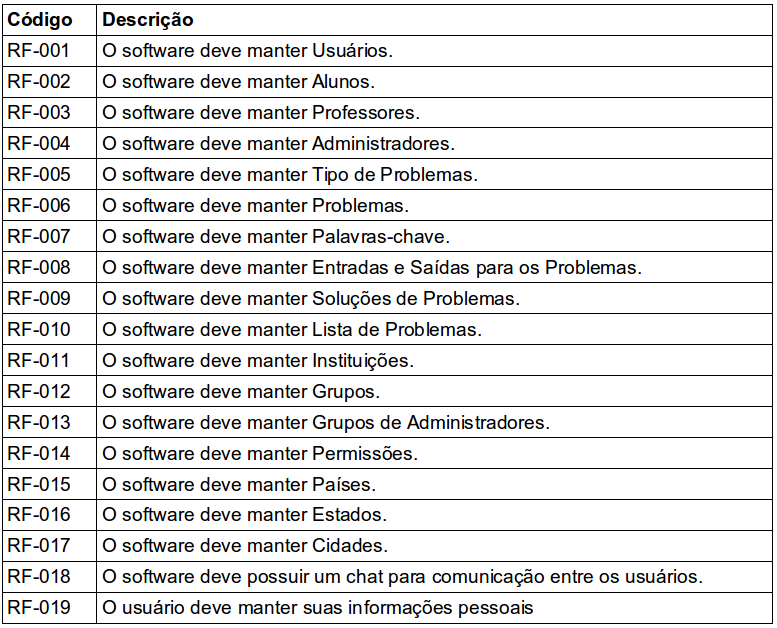 Código Descrição
RF-001 O software deve manter Usuários.
RF-002 O software deve manter Alunos.
RF-003 O software deve manter Professores.
RF-004 O software deve manter Administradores.
RF-005 O software deve manter Tipo de Problemas.
RF-006 O software deve manter Problemas.
RF-007 O software deve manter Palavras-chave.
RF-008 O software deve manter Entradas e Saídas para os Problemas.
RF-009 O software deve manter Soluções de Problemas.
RF-010 O software deve manter Lista de Problemas.
RF-011 O software deve manter Instituições.
RF-012 O software deve manter Grupos.
RF-013 O software deve manter Grupos de Administradores.
RF-014 O software deve manter Permissões.
RF-015 O software deve manter Países.
RF-016 O software deve manter Estados.
RF-017 O software deve manter Cidades.
RF-018 O software deve possuir um chat para comunicação entre os usuários.
RF-019 O usuário deve manter suas informações pessoais